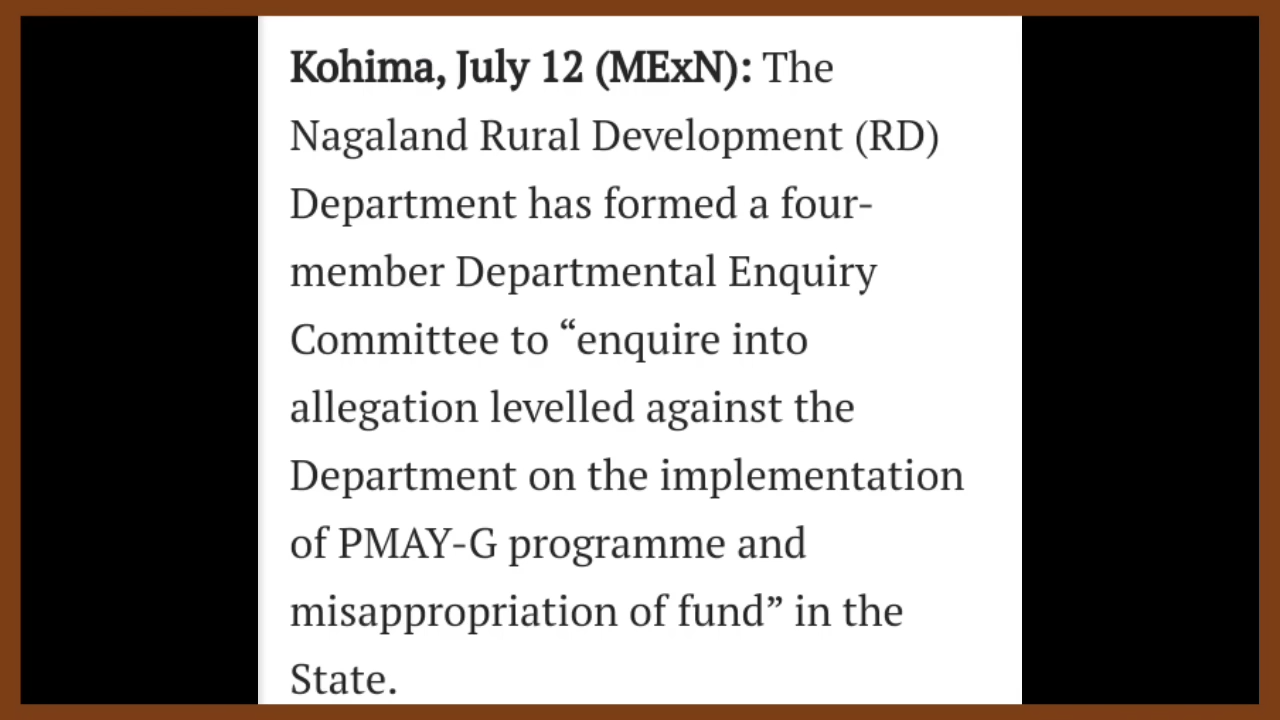 Kohima, July 12 (MExN): The
Nagaland Rural Development (RD)
Department has formed a four-
member Departmental Enquiry
Committee to “enquire into
allegation levelled against the
Department on the implementation
of PMAY-G programme and
misappropriation of fund” in the
State.